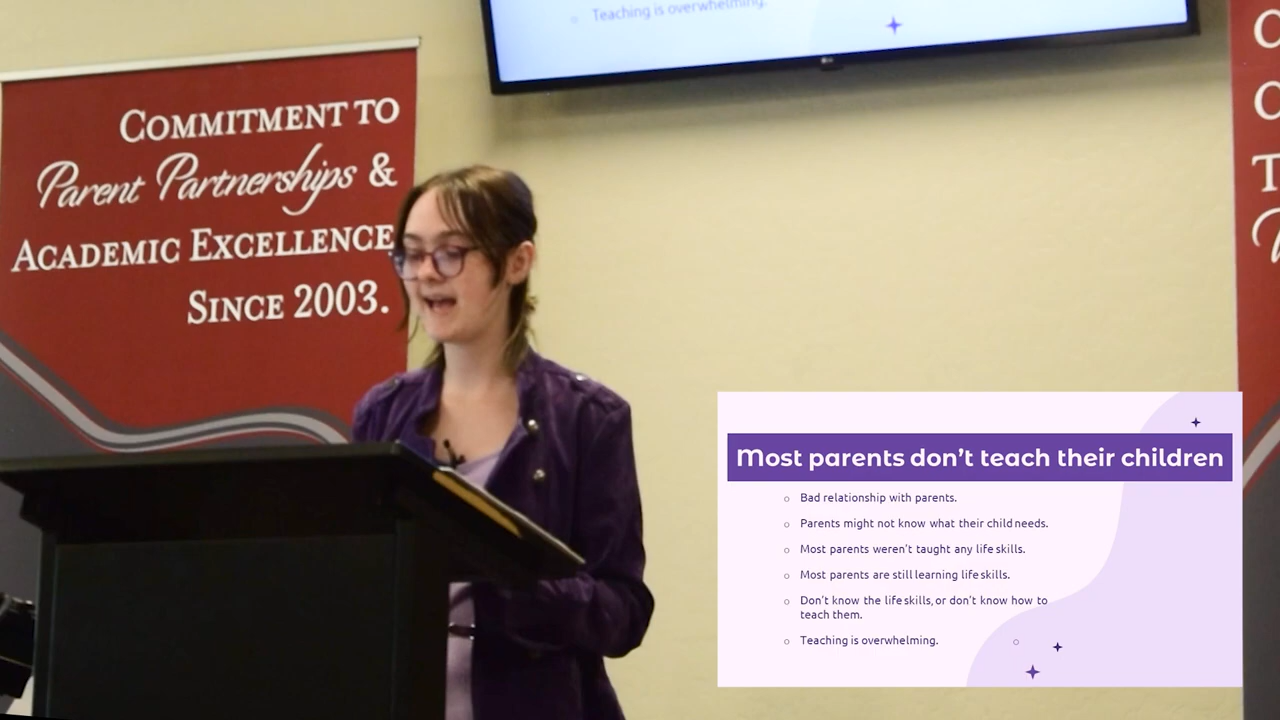 Teaching is overwhelming.
COMMITMENT TO
Parent Partnerships &
ACADEMIC EXCELLENCE
SINCE 2003.
Most parents don't teach their children
Bad relationship with parents.
Parents might not know what their child needs.
Most parents weren't taught any life skills.
Most parents are still learning life skills.
Don't know the life skills, or don't know how to
teach them.
Teaching is overwhelming.
LG
C
C
T